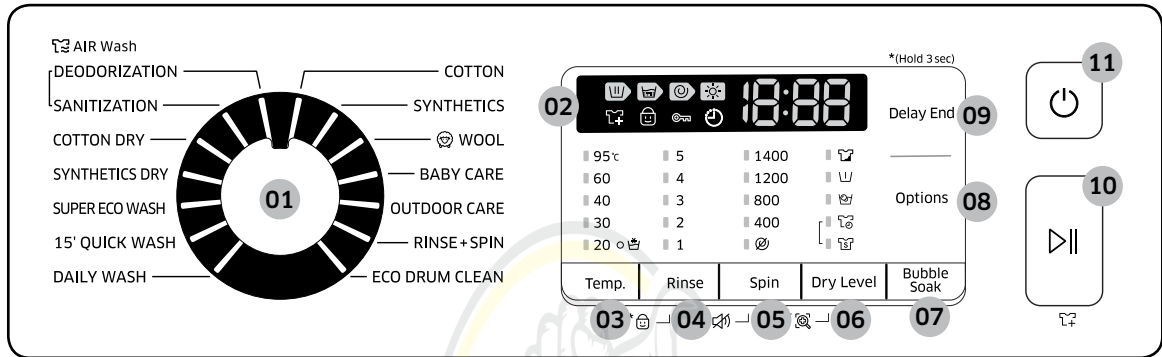 AIR Wash
DEODORIZATION
SANITIZATION
COTTON DRY
SYNTHETICS DRY
SUPER ECO WASH
15' QUICK WASH
DAILY WASH
01
COTTON
SYNTHETICS
WOOL
BABY CARE
OUTDOOR CARE
RINSE+SPIN
ECO DRUM CLEAN
*(Hold 3 sec)
02
18:88
Delay End 09
95℃ 5 1400
60 4 1200
40 3 800
30 2 400
20 1
Options 08
Temp. Rinse Spin Dry Level Bubble Soak
03 * 04 05 06 07
11
10